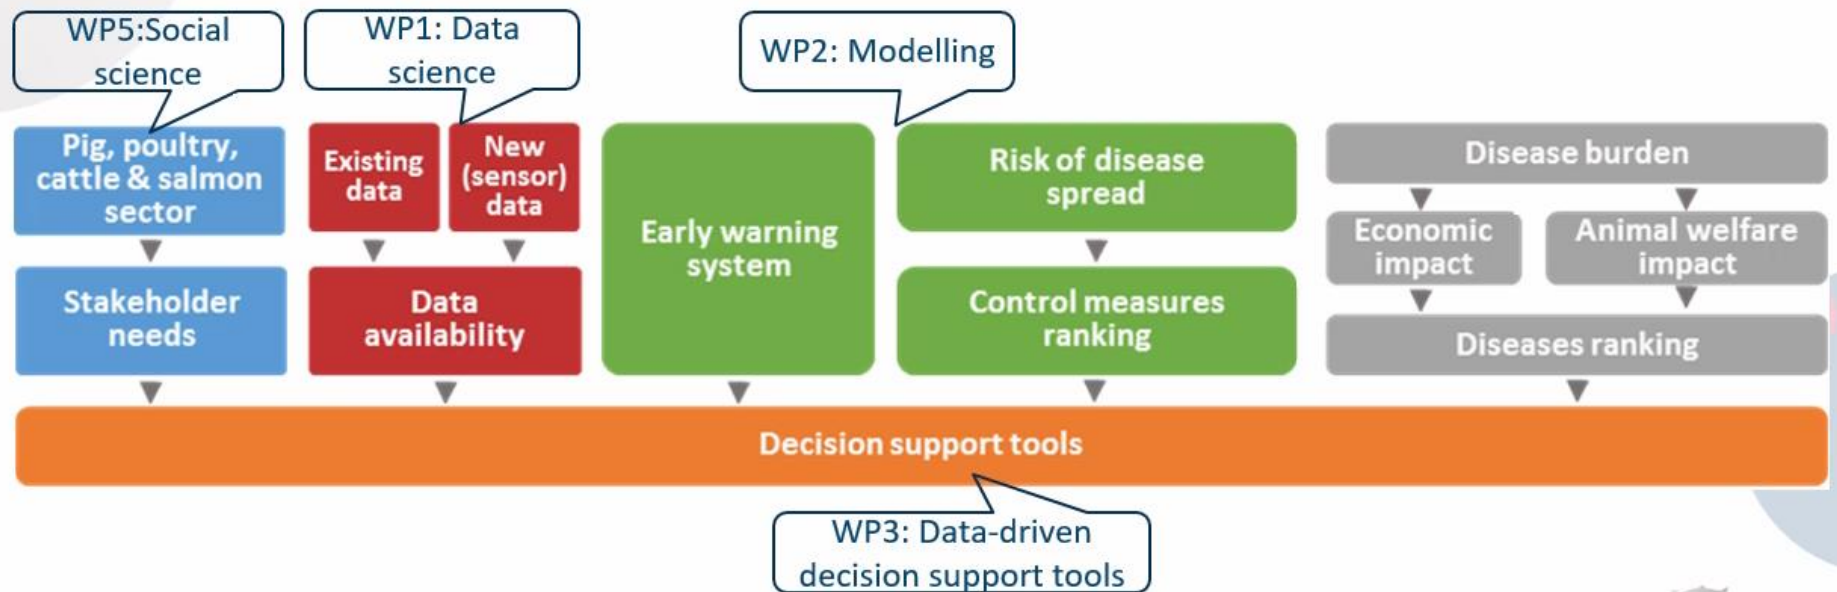 WP5:Social
science
WP1: Data
science
WP2: Modelling
Pig, poultry,
cattle & salmon
sector
Existing
data
New
(sensor)
data
Early warning
system
Risk of disease
spread
Disease burden
Economic
impact
Animal welfare
impact
Stakeholder
needs
Data
availability
Control measures
ranking
Diseases ranking
Decision support tools
WP3: Data-driven
decision support tools